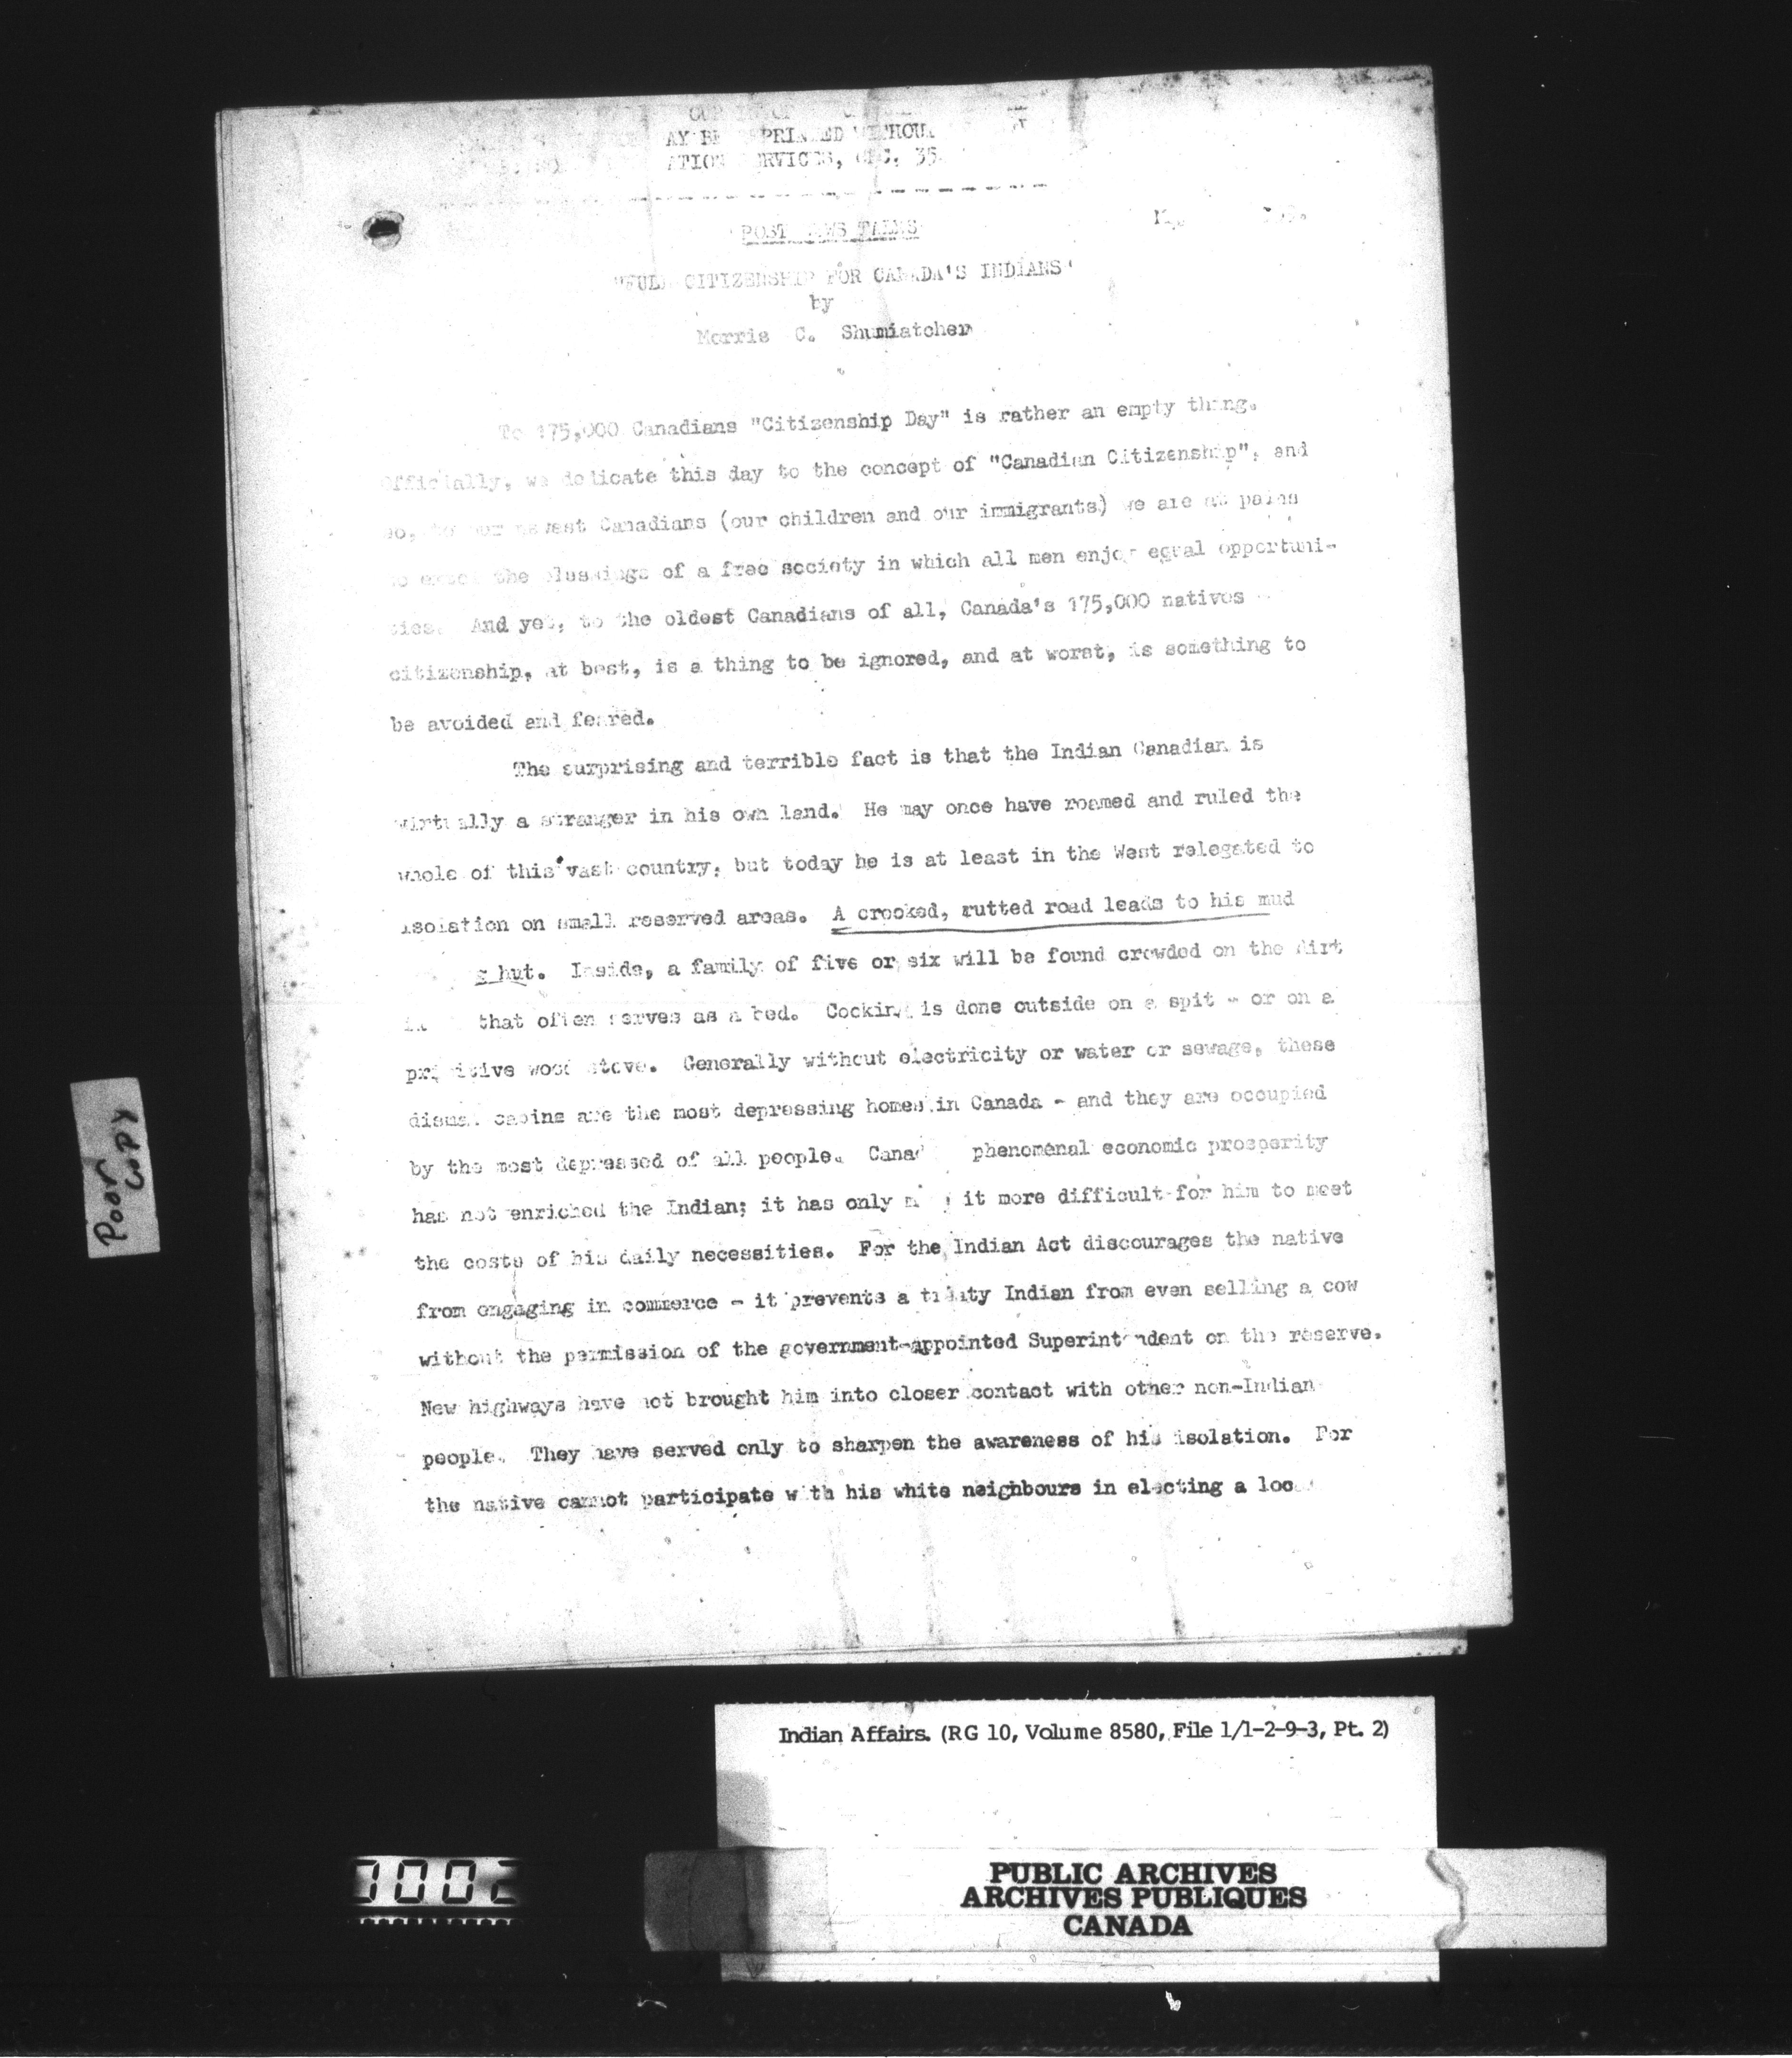 POST TALKS
"FULL CITIZENSHIP FOR CANADA'S INDIANS"
by
Morris C. Shumiatcher
To 175,000 Canadians "Citizenship Day" is rather an empty thing.
Officially, we dedicate this day to the concept of "Canadian Citizenship", and
so, to our newest Canadians (our children and our immigrants) we are at pains
the blessings of a free society in which all men enjoy equal opportuni-
ties. And yet, to the oldest Canadians of all, Canada's 175,000 natives
citizenship, at best, is a thing to be ignored, and at worst, is something to
be avoided and feared.
The surprising and terrible fact is that the Indian Canadian is
virtually a stranger in his own land. He may once have roamed and ruled the
whole of this vast country, but today he is at least in the West relegated to
isolation on small reserved areas. A crooked, rutted road leads to his mud
hut. Inside, a family of five or six will be found crowded on the dirt
that often serves as a bed. Cooking is done outside on a spit - or on a
primitive wood stove. Generally without electricity or water or sewage, these
dismal cabins are the most depressing homes in Canada - and they are occupied
by the most depressed of all people. phenomenal economic prosperity
has not enriched the Indian; it has only it more difficult for him to meet
the costs of his daily necessities. For the Indian Act discourages the native
from engaging in commerce - it prevents a treaty Indian from even selling a cow
without the permission of the government-appointed Superintendent on the reserve.
New highways have not brought him into closer contact with other non-Indian
people. They have served only to sharpen the awareness of his isolation. For
the native cannot participate with his white neighbours in electing a
Poor Copy
Indian Affairs. (RG 10, Volume 8580, File 1/1-2-9-3, Pt. 2)
PUBLIC ARCHIVES
ARCHIVES PUBLIQUES
CANADA